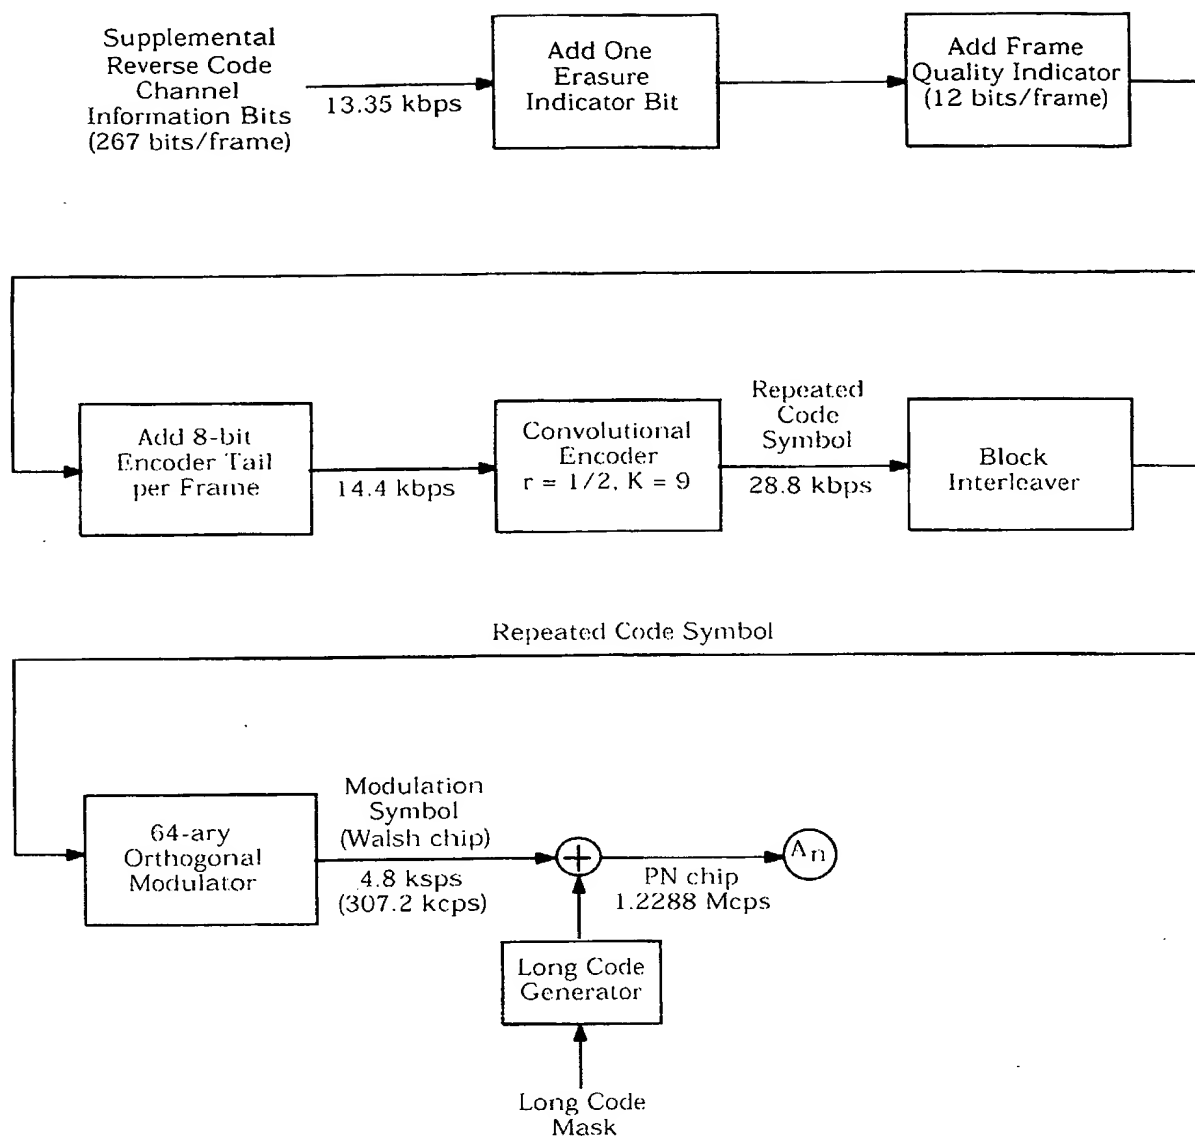 Supplemental
Reverse Code
Channel
Information Bits
(267 bits/frame)
13.35 kbps
Add One
Erasure
Indicator Bit
Add Frame
Quality Indicator
(12 bits/frame)
Add 8-bit
Encoder Tail
per Frame
14.4 kbps
Convolutional
Encoder
r = 1/2, K = 9
Repeated
Code
Symbol
28.8 kbps
Block
Interleaver
Repeated Code Symbol
64-ary
Orthogonal
Modulator
Modulation
Symbol
(Walsh chip)
4.8 ksps
(307.2 kcps)
+
PN chip
1.2288 Mcps
An
Long Code
Generator
Long Code
Mask